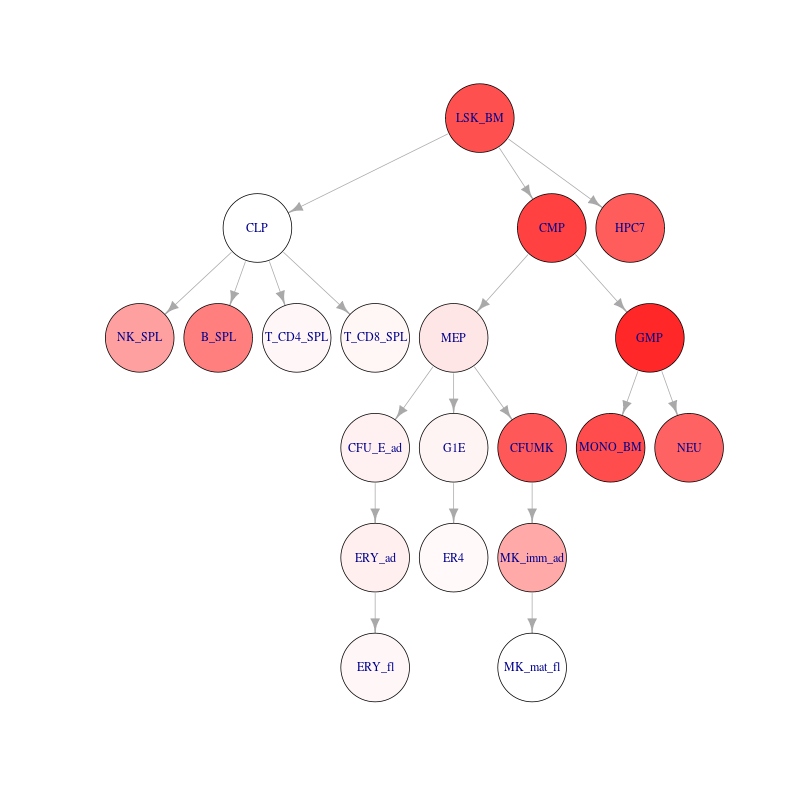 LSK_BM
CLP
CMP
HPC7
NK_SPL
B_SPL
T_CD4_SPL
T_CD8_SPL
MEP
GMP
CFU_E_ad
G1E
CFUMK
MONO_BM
NEU
ERY_ad
ER4
MK_imm_ad
ERY_fl
MK_mat_fl